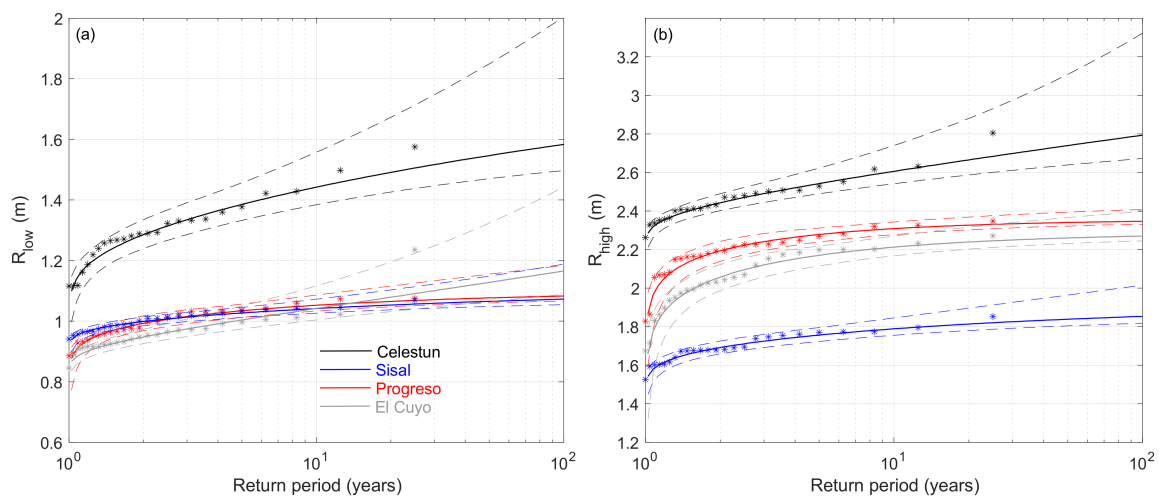 (a)
2
1.8
1.6
1.4
1.2
1
0.8
0.6
R_low (m)
10^0
10^1
10^2
Return period (years)
Celestun
Sisal
Progreso
El Cuyo
(b)
3.2
3
2.8
2.6
2.4
2.2
2
1.8
1.6
1.4
1.2
R_high (m)
10^0
10^1
10^2
Return period (years)